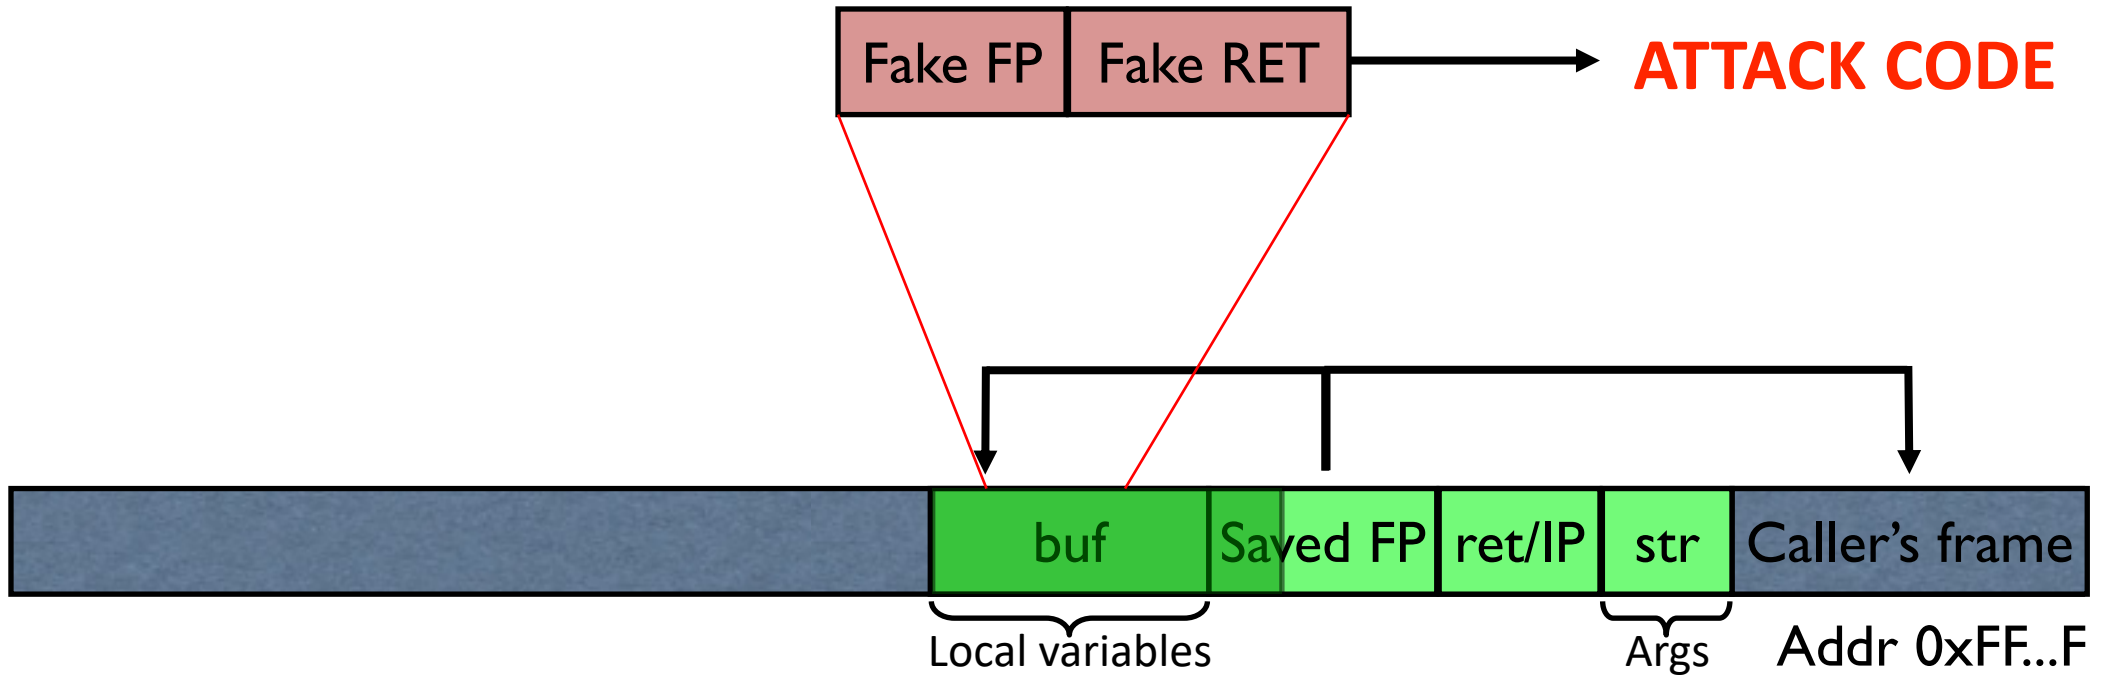 Fake FP Fake RET ATTACK CODE
buf Saved FP ret/IP str Caller's frame
Local variables Args Addr 0xFF...F